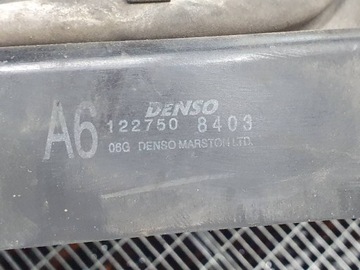 DENSO
A6 122750 8403
06G DENSO MARSTON LTD.